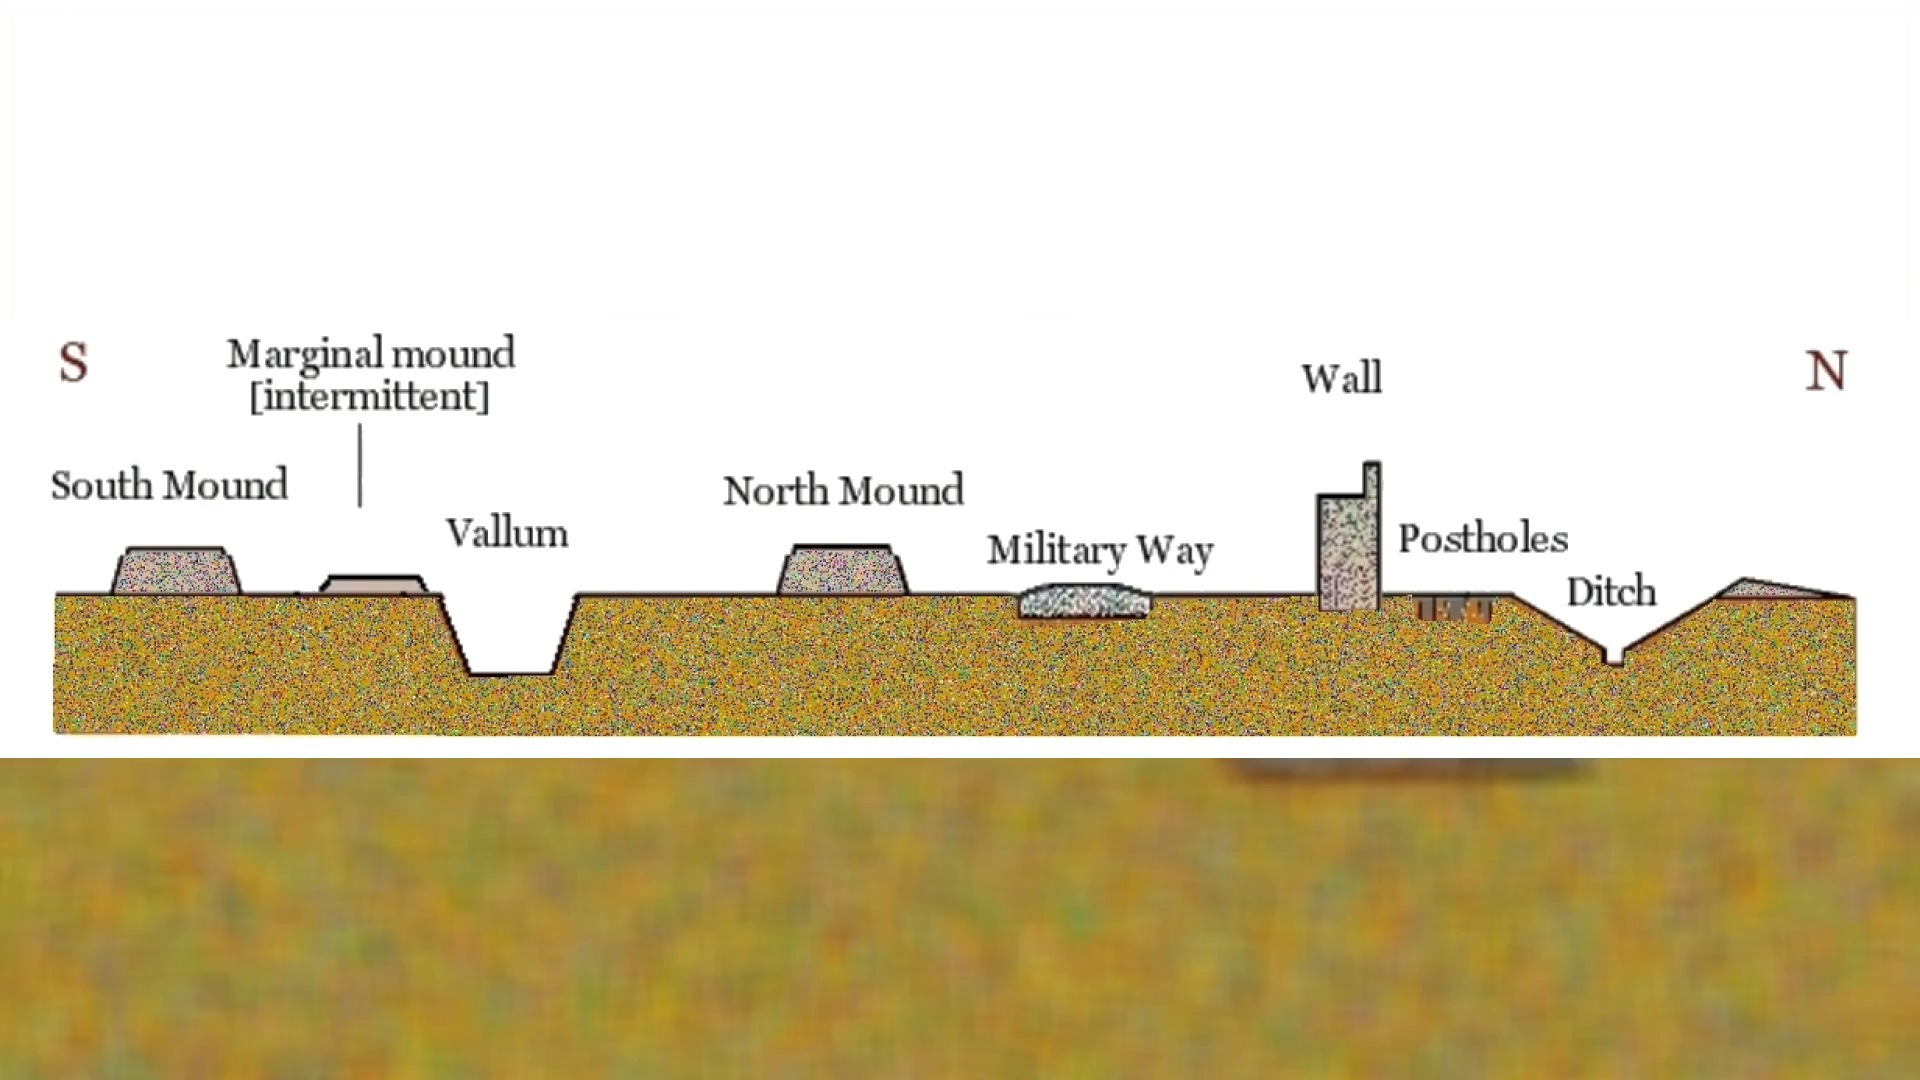 S
Marginal mound
[intermittent]
Wall
N
South Mound
North Mound
Vallum
Military Way
Postholes
Ditch